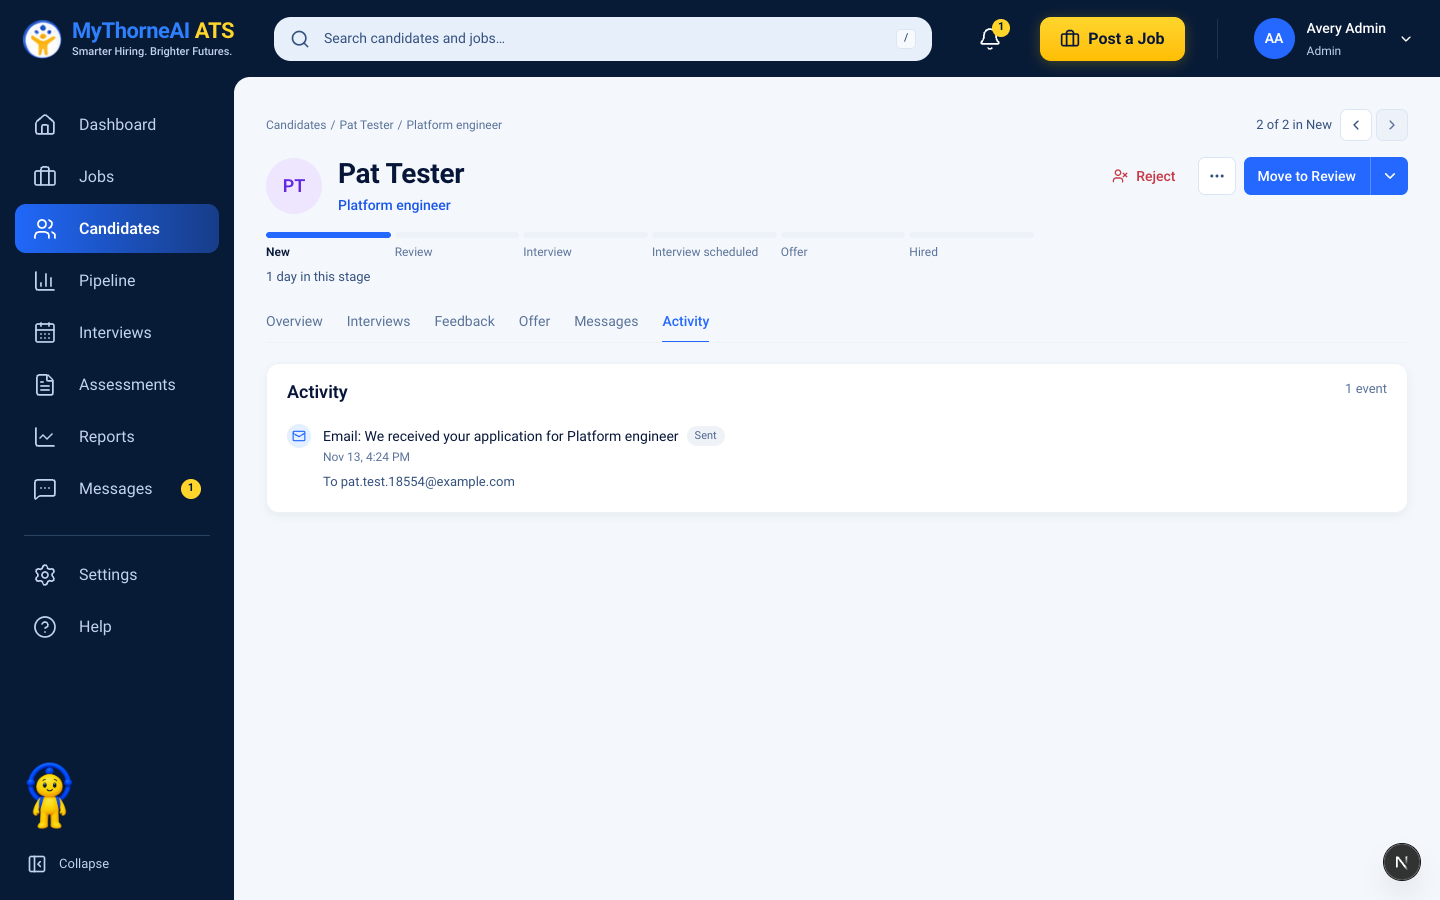 MyThorneAI ATS
Smarter Hiring. Brighter Futures.
Search candidates and jobs...
/
1
Post a Job
AA
Avery Admin
Admin
Dashboard
Jobs
Candidates
Pipeline
Interviews
Assessments
Reports
Messages
1
Settings
Help
Collapse
Candidates / Pat Tester / Platform engineer
2 of 2 in New
PT
Pat Tester
Platform engineer
Reject
Move to Review
New
Review
Interview
Interview scheduled
Offer
Hired
1 day in this stage
Overview
Interviews
Feedback
Offer
Messages
Activity
Activity
1 event
Email: We received your application for Platform engineer
Sent
Nov 13, 4:24 PM
To pat.test.18554@example.com
N